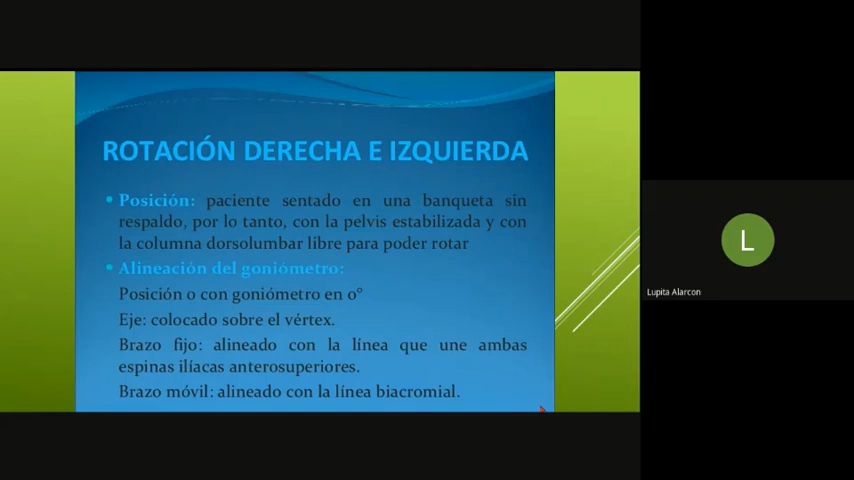 ROTACIÓN DERECHA E IZQUIERDA
• Posición: paciente sentado en una banqueta sin
respaldo, por lo tanto, con la pelvis estabilizada y con
la columna dorsolumbar libre para poder rotar
• Alineación del goniómetro:
Posición 0 con goniómetro en 0°
Eje: colocado sobre el vértex.
Brazo fijo: alineado con la línea que une ambas
espinas ilíacas anterosuperiores.
Brazo móvil: alineado con la línea biacromial.
L
Lupita Alarcon